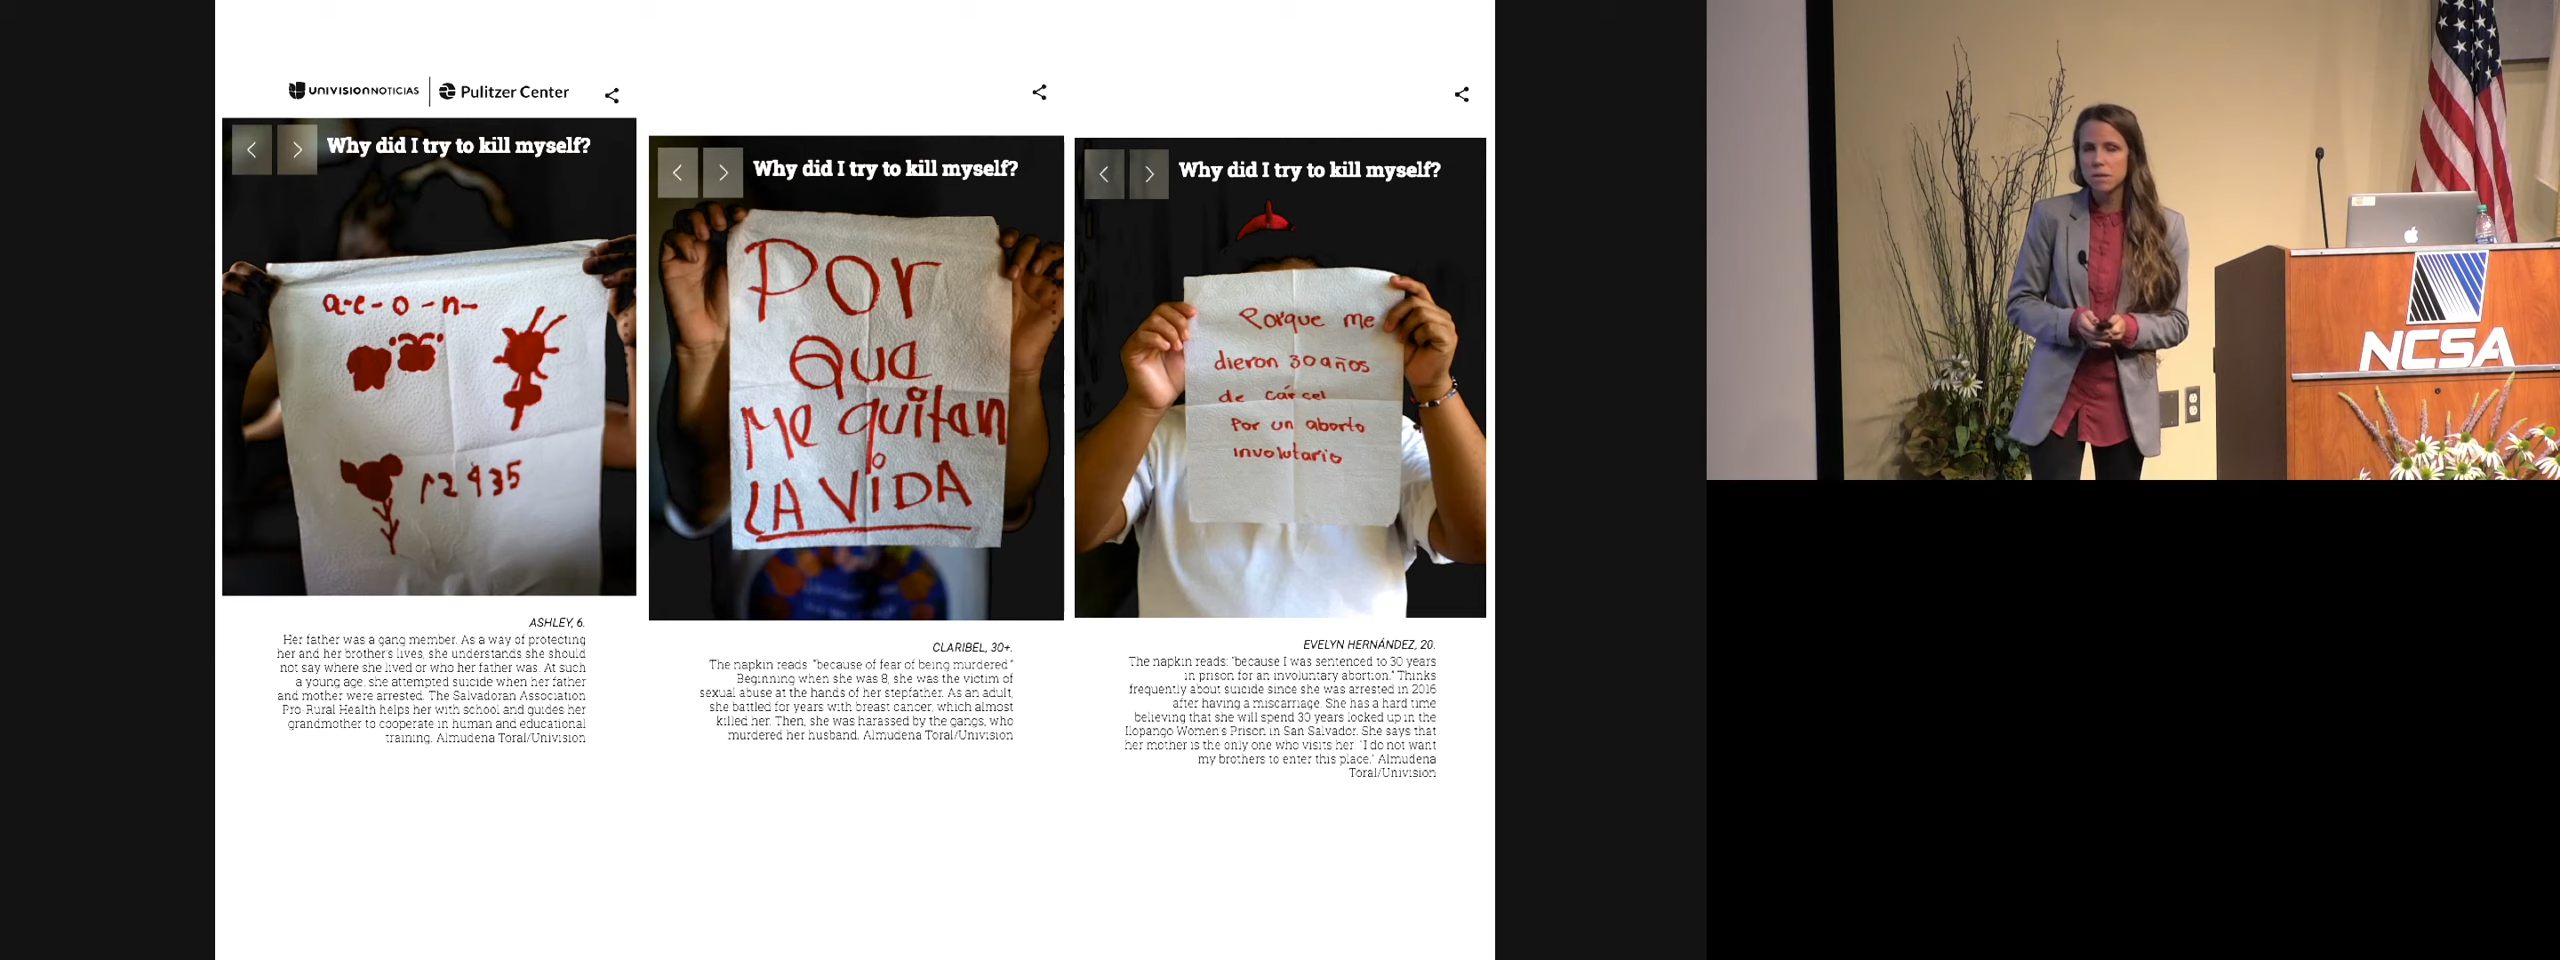 UNIVISIONNOTICIAS
Pulitzer Center
Why did I try to kill myself?
a-e-o-n-
12435
ASHLEY, 6.
Her father was a gang member. As a way of protecting
her and her brother's lives, she understands she should
not say where she lived or who her father was. At such
a young age, she attempted suicide when her father
and mother were arrested. The Salvadoran Association
Pro-Rural Health helps her with school and guides her
grandmother to cooperate in human and educational
training. Almudena Toral/Univision
Why did I try to kill myself?
Por
Que
Me quitan
LA ViDA
CLARIBEL, 30+.
The napkin reads: "because of fear of being murdered."
Beginning when she was 8, she was the victim of
sexual abuse at the hands of her stepfather. As an adult,
she battled for years with breast cancer, which almost
killed her. Then, she was harassed by the gangs, who
murdered her husband. Almudena Toral/Univision
Why did I try to kill myself?
Porque me
dieron 30 años
de cárcel
Por un aborto
involutario
EVELYN HERNÁNDEZ, 20.
The napkin reads: "because I was sentenced to 30 years
in prison for an involuntary abortion." Thinks
frequently about suicide since she was arrested in 2016
after having a miscarriage. She has a hard time
believing that she will spend 30 years locked up in the
Ilopango Women's Prison in San Salvador. She says that
her mother is the only one who visits her. "I do not want
my brothers to enter this place." Almudena
Toral/Univision
NCSA